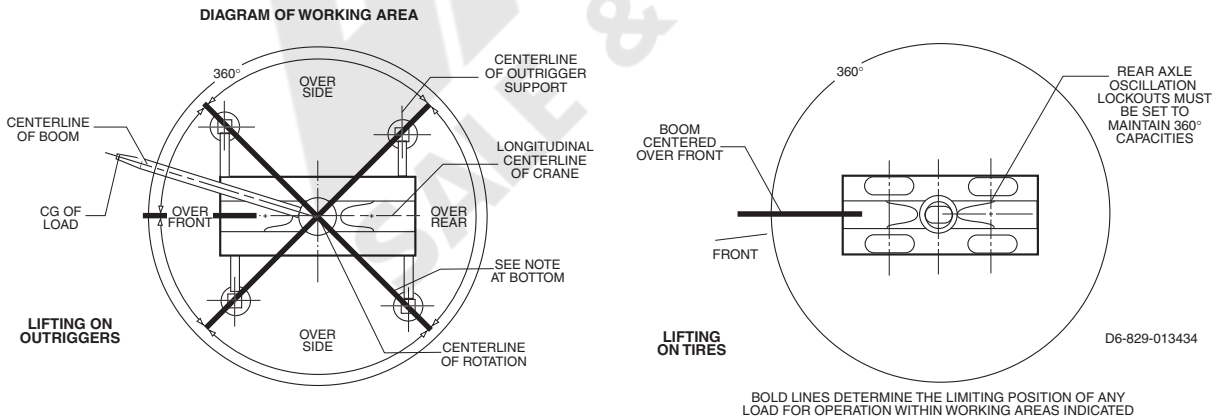 DIAGRAM OF WORKING AREA
360°
OVER
SIDE
CENTERLINE
OF OUTRIGGER
SUPPORT
CENTERLINE
OF BOOM
LONGITUDINAL
CENTERLINE
OF CRANE
CG OF
LOAD
OVER
FRONT
OVER
REAR
SEE NOTE
AT BOTTOM
LIFTING ON
OUTRIGGERS
OVER
SIDE
CENTERLINE
OF ROTATION
360°
REAR AXLE
OSCILLATION
LOCKOUTS MUST
BE SET TO
MAINTAIN 360°
CAPACITIES
BOOM
CENTERED
OVER FRONT
FRONT
LIFTING
ON TIRES
D6-829-013434
BOLD LINES DETERMINE THE LIMITING POSITION OF ANY
LOAD FOR OPERATION WITHIN WORKING AREAS INDICATED
SALE &